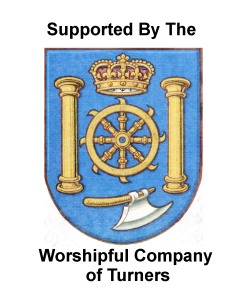 Supported By The
Worshipful Company
of Turners